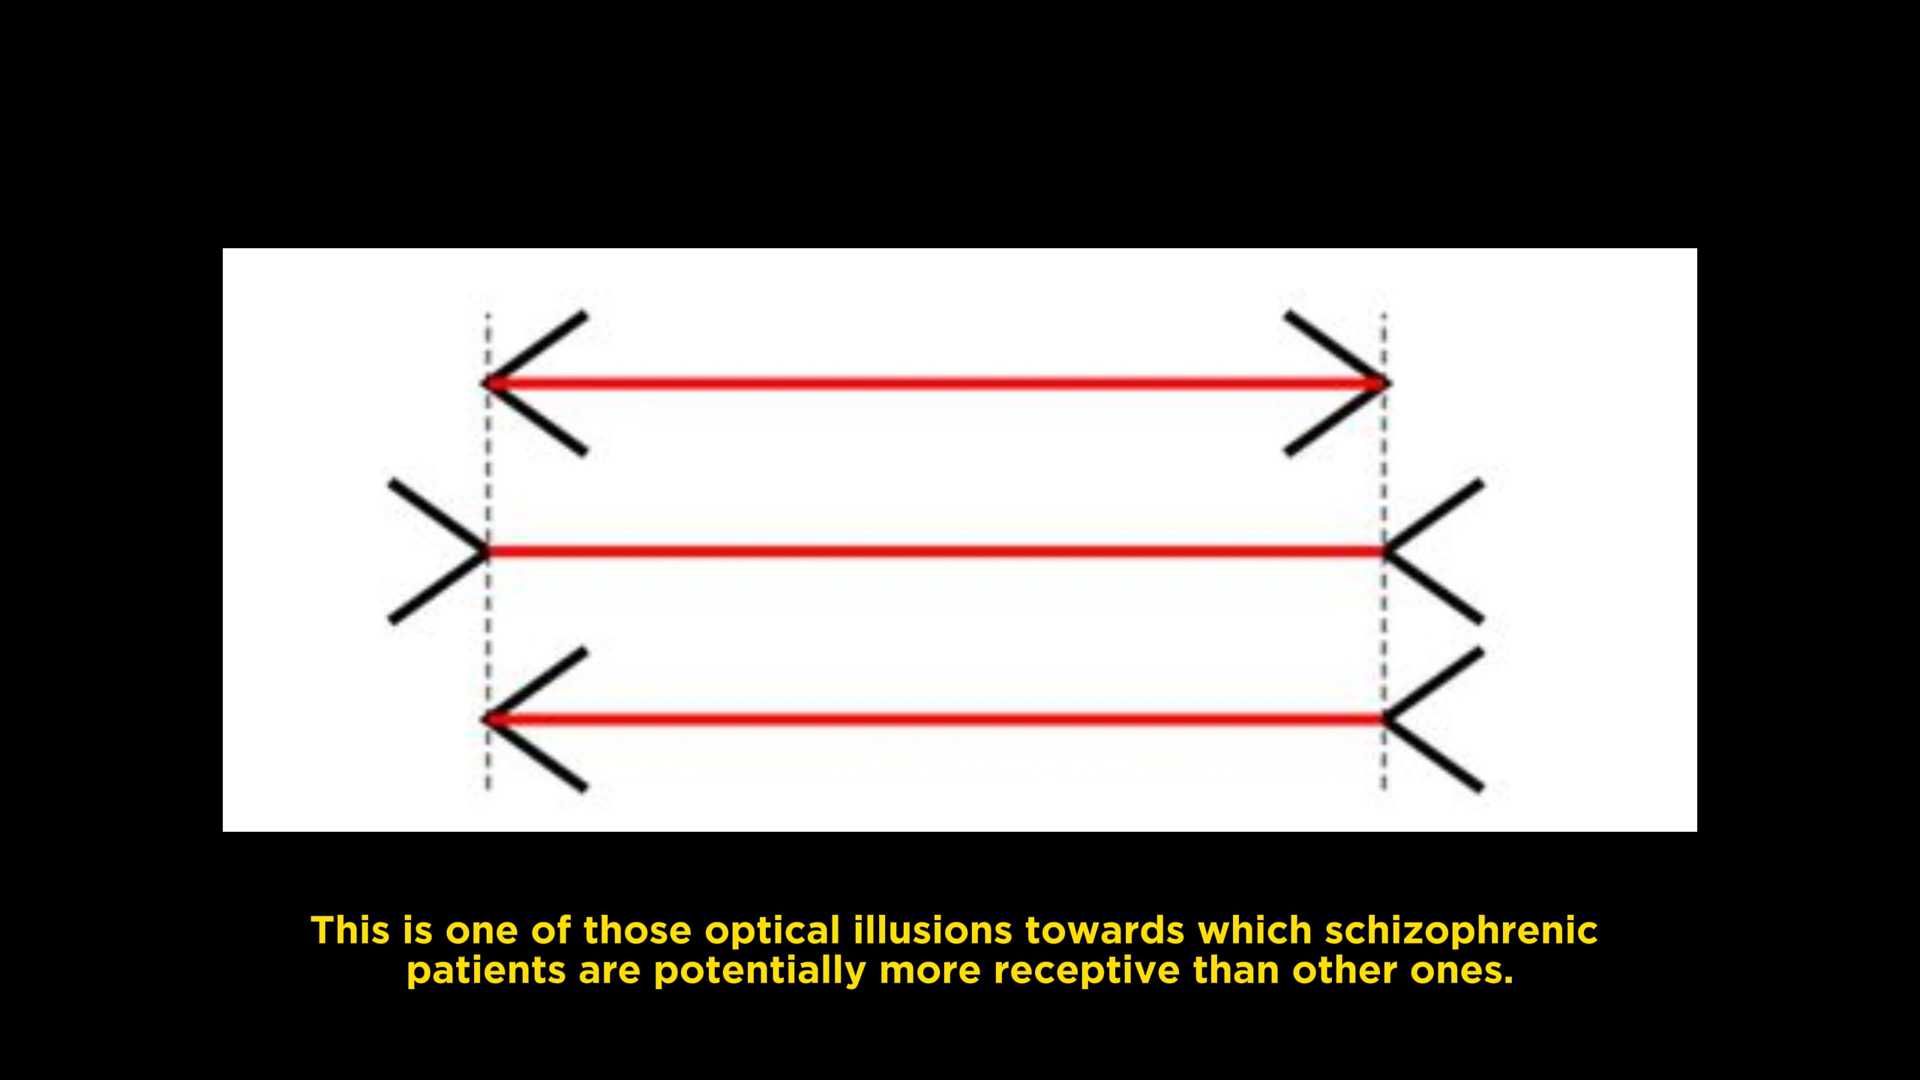 This is one of those optical illusions towards which schizophrenic
patients are potentially more receptive than other ones.